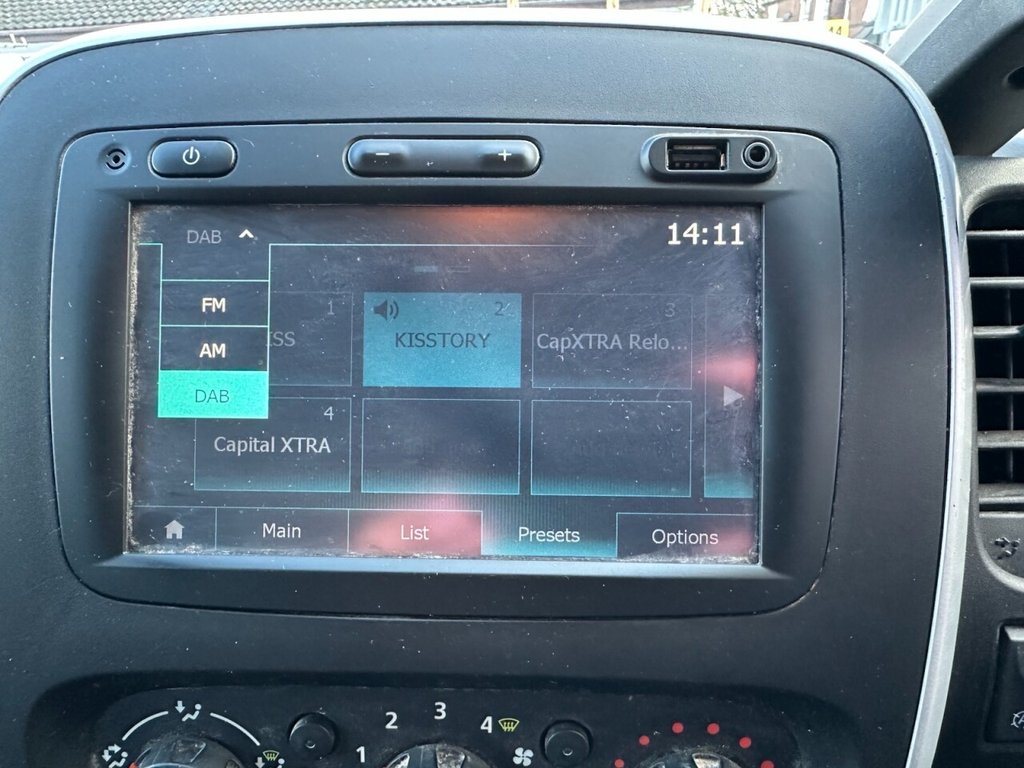 DAB
14:11
FM
1
2
3
ISS
KISSTORY
CapXTRA Relo...
AM
DAB
4
Capital XTRA
Main
List
Presets
Options
1
2
3
4